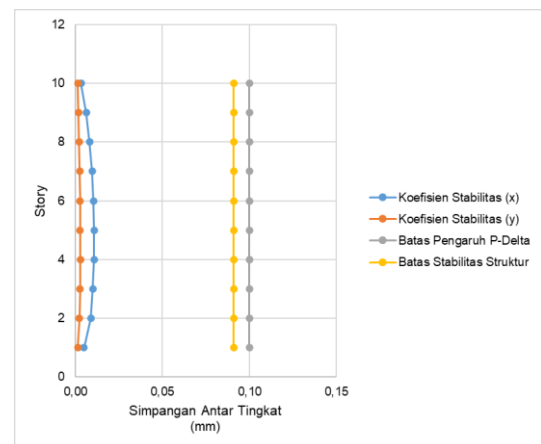 12
10
8
6
4
2
0
Story
0,00
0,05
0,10
0,15
Simpangan Antar Tingkat
(mm)
Koefisien Stabilitas (x)
Koefisien Stabilitas (y)
Batas Pengaruh P-Delta
Batas Stabilitas Struktur